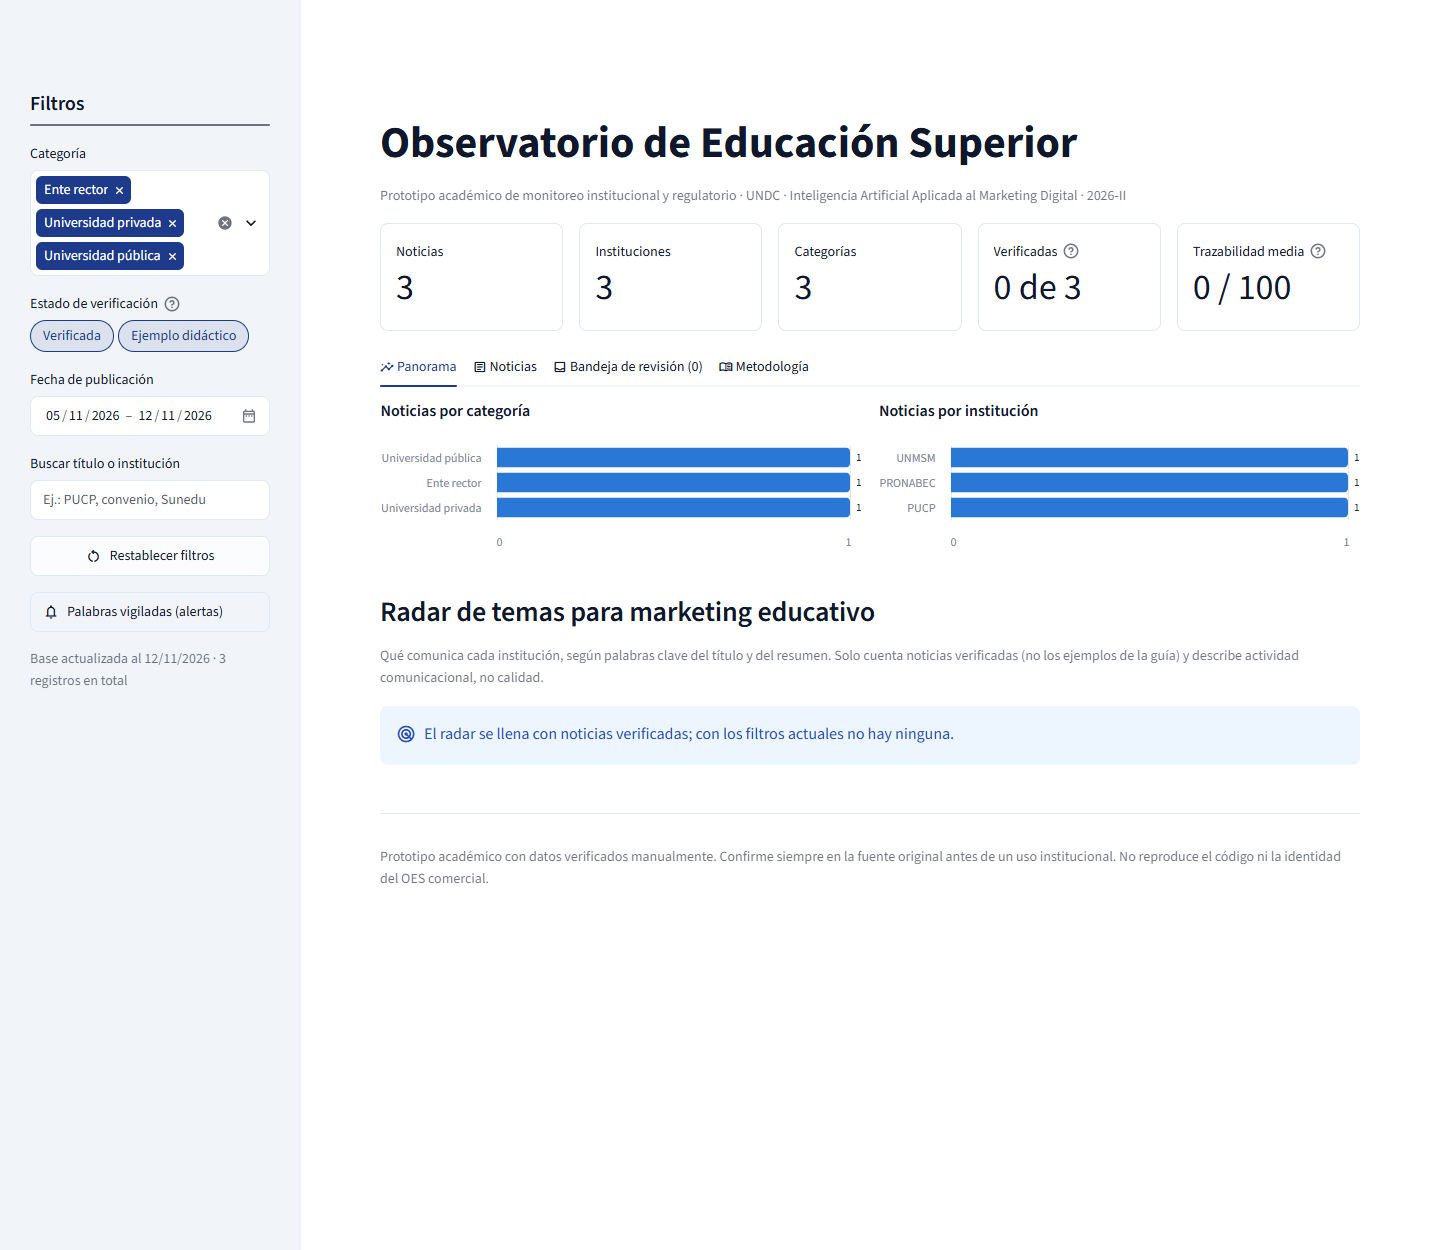 Filtros
Categoría
Ente rector
Universidad privada
Universidad pública
Estado de verificación
Verificada
Ejemplo didáctico
Fecha de publicación
05 / 11 / 2026 – 12 / 11 / 2026
Buscar título o institución
Ej.: PUCP, convenio, Sunedu
Restablecer filtros
Palabras vigiladas (alertas)
Base actualizada al 12/11/2026 · 3
registros en total
Observatorio de Educación Superior
Prototipo académico de monitoreo institucional y regulatorio · UNDC · Inteligencia Artificial Aplicada al Marketing Digital · 2026-II
Noticias
3
Instituciones
3
Categorías
3
Verificadas
0 de 3
Trazabilidad media
0 / 100
Panorama
Noticias
Bandeja de revisión (0)
Metodología
Noticias por categoría
Universidad pública 1
Ente rector 1
Universidad privada 1
0 1
Noticias por institución
UNMSM 1
PRONABEC 1
PUCP 1
0 1
Radar de temas para marketing educativo
Qué comunica cada institución, según palabras clave del título y del resumen. Solo cuenta noticias verificadas (no los ejemplos de la guía) y describe actividad
comunicacional, no calidad.
El radar se llena con noticias verificadas; con los filtros actuales no hay ninguna.
Prototipo académico con datos verificados manualmente. Confirme siempre en la fuente original antes de un uso institucional. No reproduce el código ni la identidad
del OES comercial.